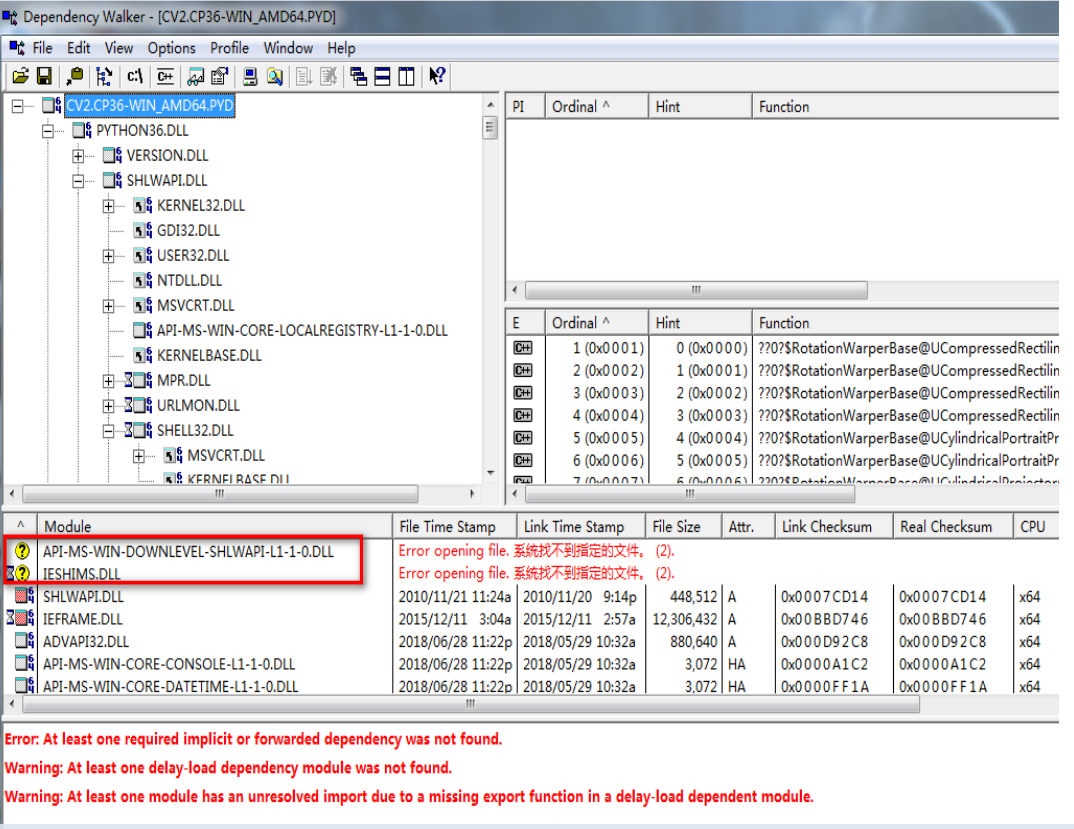 Dependency Walker - [CV2.CP36-WIN_AMD64.PYD]
File Edit View Options Profile Window Help
CV2.CP36-WIN_AMD64.PYD
PYTHON36.DLL
VERSION.DLL
SHLWAPI.DLL
KERNEL32.DLL
GDI32.DLL
USER32.DLL
NTDLL.DLL
MSVCRT.DLL
API-MS-WIN-CORE-LOCALREGISTRY-L1-1-0.DLL
KERNELBASE.DLL
MPR.DLL
URLMON.DLL
SHELL32.DLL
MSVCRT.DLL
KERNELBASE.DLL
PI Ordinal ^ Hint Function
E Ordinal ^ Hint Function
C++ 1 (0x0001) 0 (0x0000) ??0?$RotationWarperBase@UCompressedRectilin
C++ 2 (0x0002) 1 (0x0001) ??0?$RotationWarperBase@UCompressedRectilin
C++ 3 (0x0003) 2 (0x0002) ??0?$RotationWarperBase@UCompressedRectilin
C++ 4 (0x0004) 3 (0x0003) ??0?$RotationWarperBase@UCompressedRectilin
C++ 5 (0x0005) 4 (0x0004) ??0?$RotationWarperBase@UCylindricalPortraitPr
C++ 6 (0x0006) 5 (0x0005) ??0?$RotationWarperBase@UCylindricalPortraitPr
C++ 7 (0x0007) 6 (0x0006) ??0?$RotationWarperBase@UCylindricalProjector
^ Module File Time Stamp Link Time Stamp File Size Attr. Link Checksum Real Checksum CPU
API-MS-WIN-DOWNLEVEL-SHLWAPI-L1-1-0.DLL Error opening file. 系统找不到指定的文件。 (2).
IESHIMS.DLL Error opening file. 系统找不到指定的文件。 (2).
SHLWAPI.DLL 2010/11/21 11:24a 2010/11/20 9:14p 448,512 A 0x0007CD14 0x0007CD14 x64
IEFRAME.DLL 2015/12/11 3:04a 2015/12/11 2:57a 12,306,432 A 0x00BBD746 0x00BBD746 x64
ADVAPI32.DLL 2018/06/28 11:22p 2018/05/29 10:32a 880,640 A 0x000D92C8 0x000D92C8 x64
API-MS-WIN-CORE-CONSOLE-L1-1-0.DLL 2018/06/28 11:22p 2018/05/29 10:32a 3,072 HA 0x0000A1C2 0x0000A1C2 x64
API-MS-WIN-CORE-DATETIME-L1-1-0.DLL 2018/06/28 11:22p 2018/05/29 10:32a 3,072 HA 0x0000FF1A 0x0000FF1A x64
Error: At least one required implicit or forwarded dependency was not found.
Warning: At least one delay-load dependency module was not found.
Warning: At least one module has an unresolved import due to a missing export function in a delay-load dependent module.